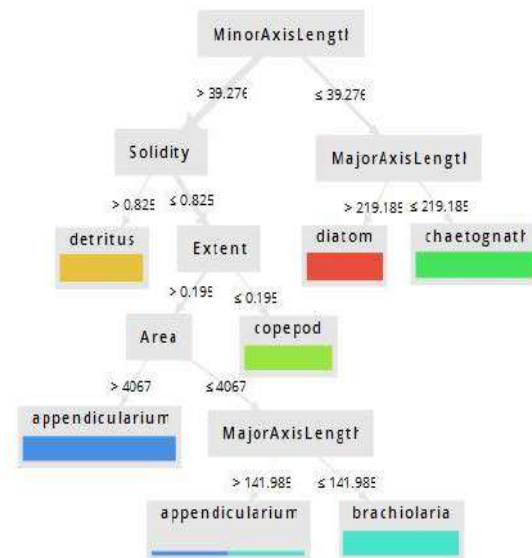 MinorAxisLength
> 39.276 ≤ 39.276
Solidity MajorAxisLength
> 0.825 ≤ 0.825 > 219.185 ≤ 219.185
detritus Extent diatom chaetognath
> 0.195 ≤ 0.195
Area copepod
> 4067 ≤ 4067
appendicularium MajorAxisLength
> 141.985 ≤ 141.985
appendicularium brachiolaria